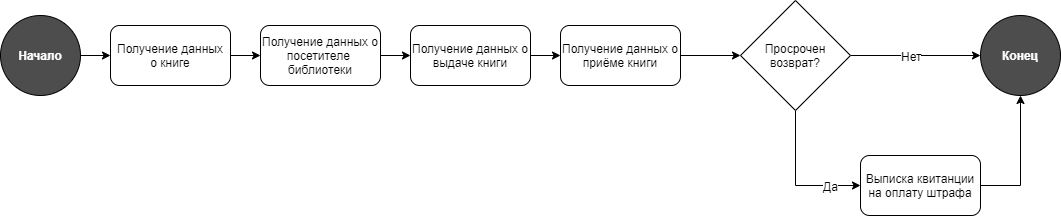 Начало
Получение данных
о книге
Получение данных о
посетителе
библиотеки
Получение данных о
выдаче книги
Получение данных о
приёме книги
Просрочен
возврат?
Нет
Конец
Да
Выписка квитанции
на оплату штрафа